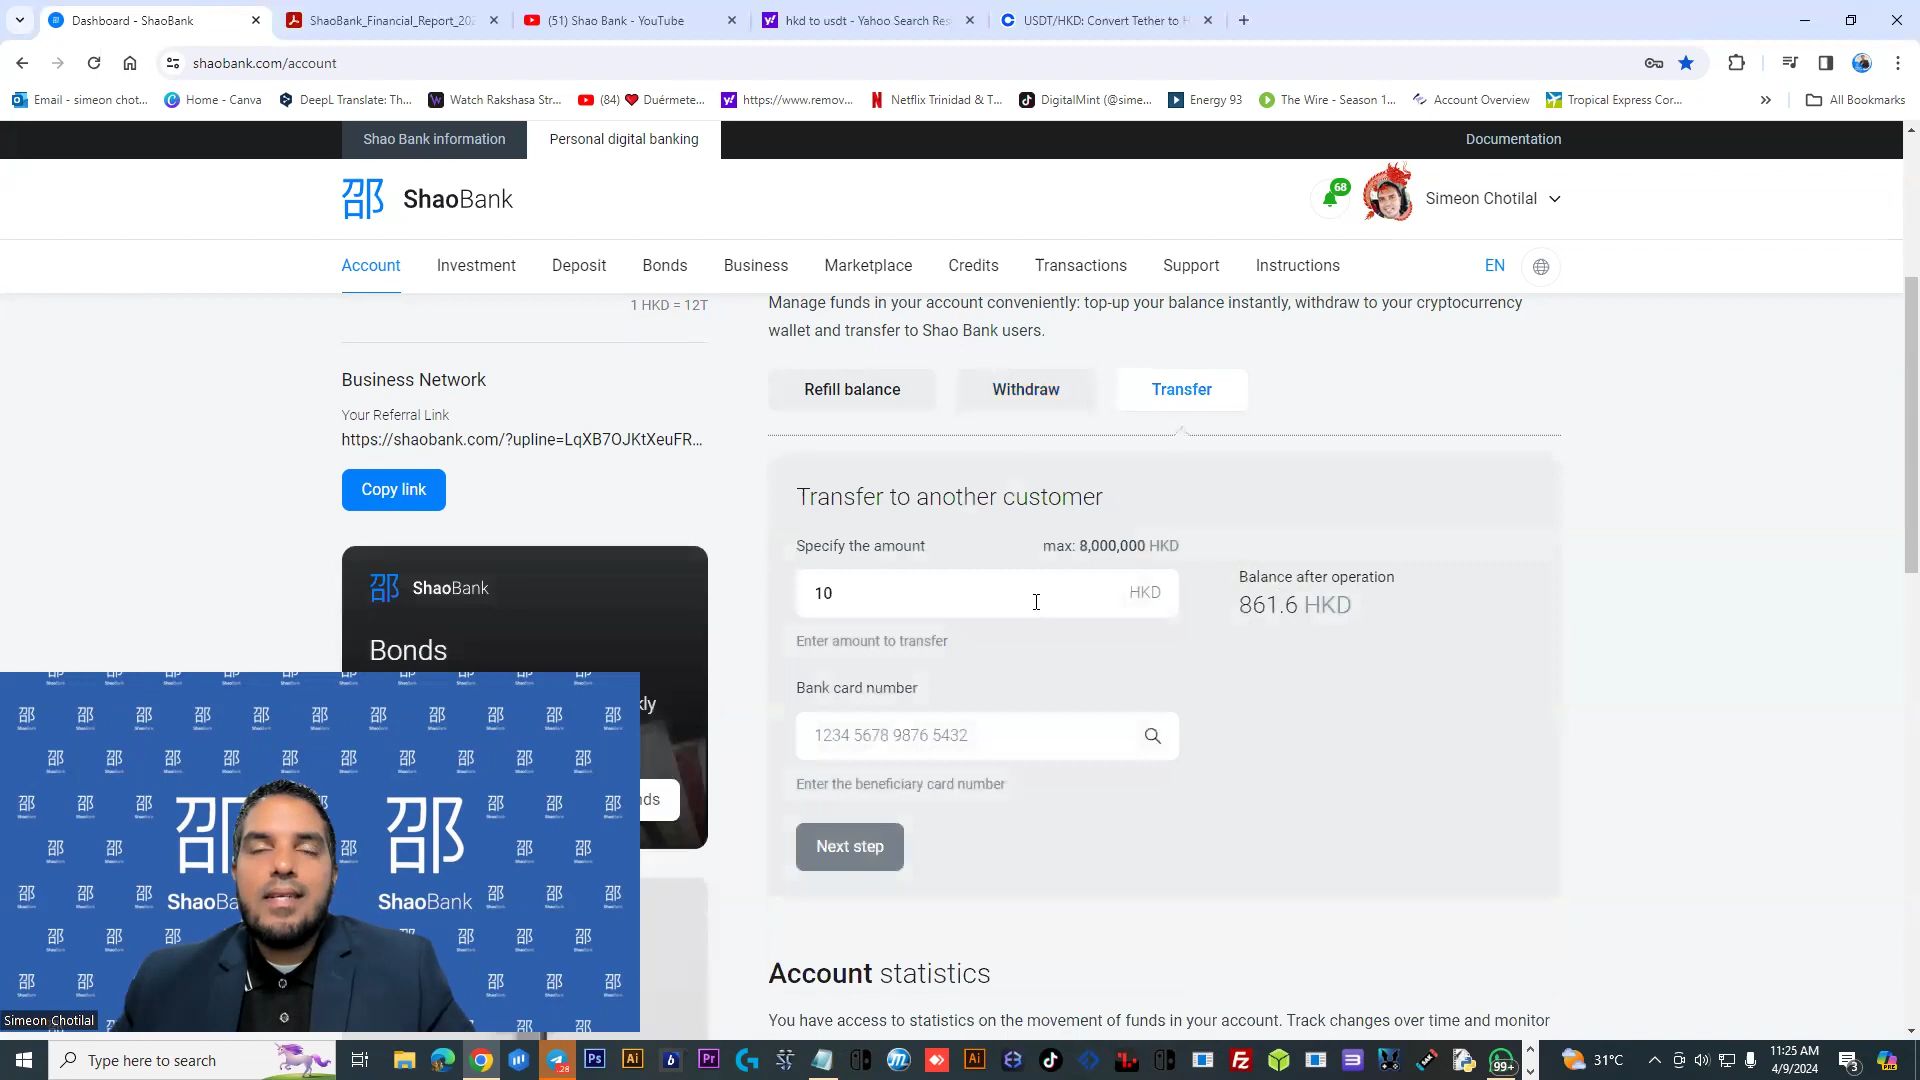 Dashboard - ShaoBank
ShaoBank_Financial_Report_20
(51) Shao Bank - YouTube
hkd to usdt - Yahoo Search Res
USDT/HKD: Convert Tether to H
shaobank.com/account
Email - simeon chot...
Home - Canva
DeepL Translate: Th...
Watch Rakshasa Str...
(84) ❤ Duérmete...
https://www.remov...
Netflix Trinidad & T...
DigitalMint (@sime...
Energy 93
The Wire - Season 1...
Account Overview
Tropical Express Cor...
All Bookmarks
Shao Bank information
Personal digital banking
Documentation
邵 ShaoBank
68
Simeon Chotilal
Account
Investment
Deposit
Bonds
Business
Marketplace
Credits
Transactions
Support
Instructions
EN
1 HKD = 12T
Business Network
Your Referral Link
https://shaobank.com/?upline=LqXB7OJKtXeuFR...
Copy link
邵 ShaoBank
Bonds
kly
nds
Manage funds in your account conveniently: top-up your balance instantly, withdraw to your cryptocurrency
wallet and transfer to Shao Bank users.
Refill balance
Withdraw
Transfer
Transfer to another customer
Specify the amount
max: 8,000,000 HKD
10
HKD
Enter amount to transfer
Balance after operation
861.6 HKD
Bank card number
1234 5678 9876 5432
Enter the beneficiary card number
Next step
Account statistics
You have access to statistics on the movement of funds in your account. Track changes over time and monitor
邵
邵
ShaoBa
ShaoBank
Simeon Chotilal
Type here to search
99+
31°C
11:25 AM
4/9/2024
3